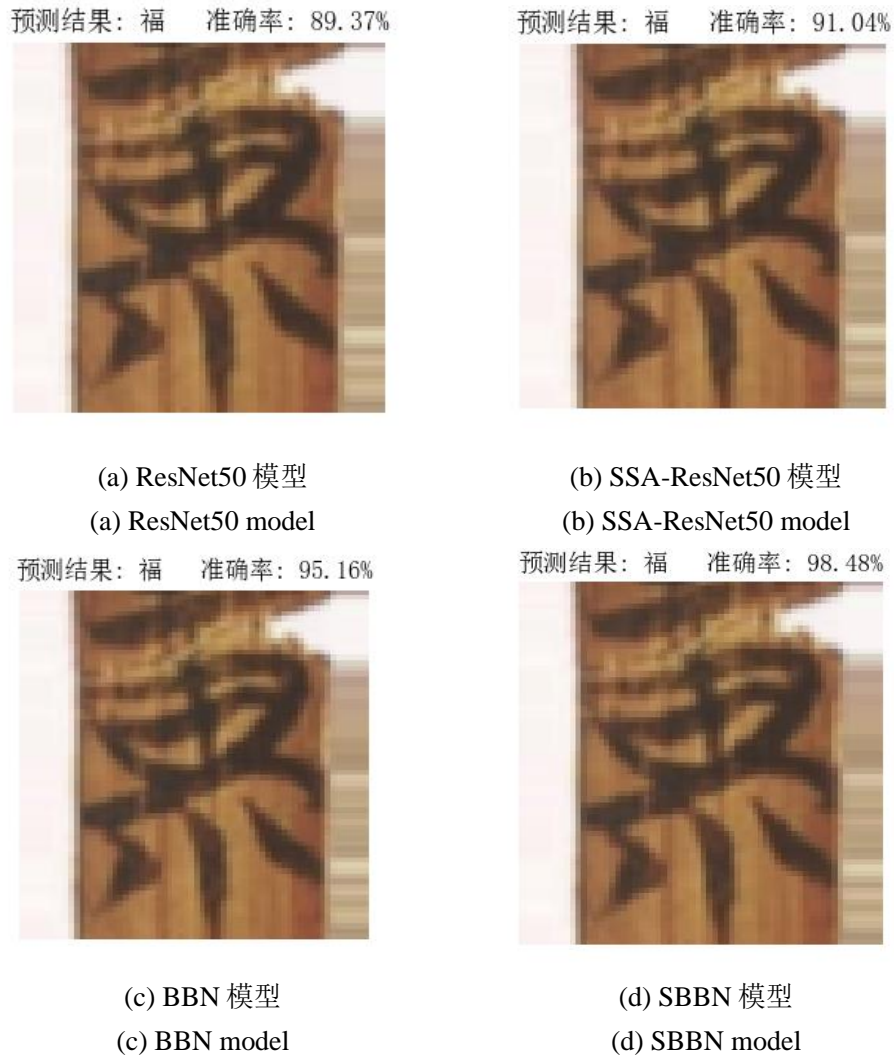 预测结果: 福 准确率: 89.37%
预测结果: 福 准确率: 91.04%
(a) ResNet50 模型
(a) ResNet50 model
(b) SSA-ResNet50 模型
(b) SSA-ResNet50 model
预测结果: 福 准确率: 95.16%
预测结果: 福 准确率: 98.48%
(c) BBN 模型
(c) BBN model
(d) SBBN 模型
(d) SBBN model